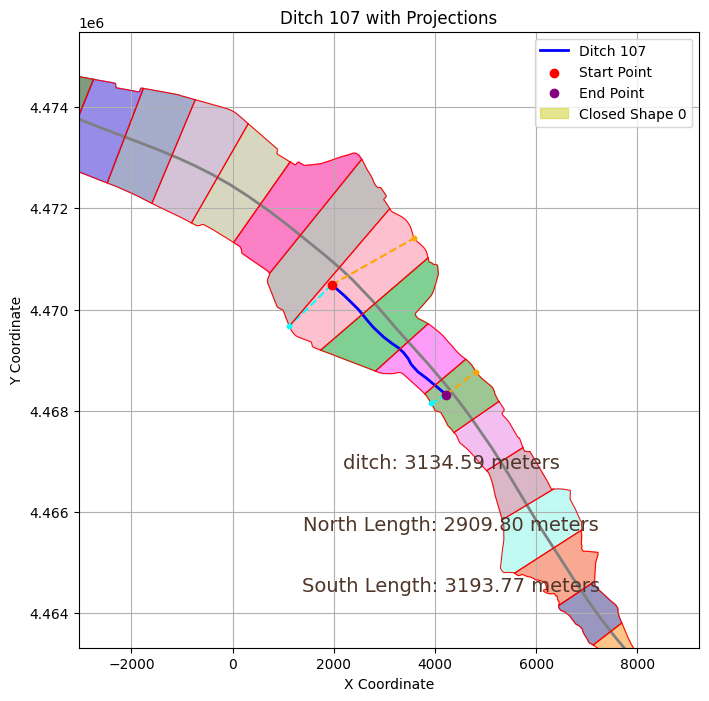 Ditch 107 with Projections
1e6
Ditch 107
Start Point
End Point
Closed Shape 0
4.474
4.472
4.470
4.468
4.466
4.464
Y Coordinate
ditch: 3134.59 meters
North Length: 2909.80 meters
South Length: 3193.77 meters
−2000
0
2000
4000
6000
8000
X Coordinate